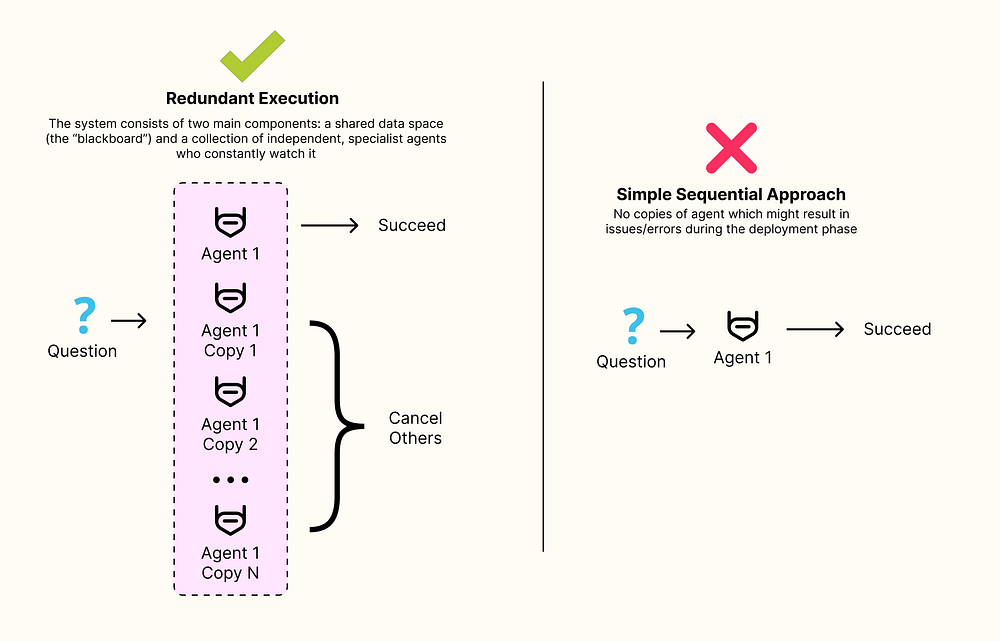 Redundant Execution
The system consists of two main components: a shared data space
(the “blackboard”) and a collection of independent, specialist agents
who constantly watch it
?
Question
Agent 1
Agent 1
Copy 1
Agent 1
Copy 2
...
Agent 1
Copy N
Succeed
Cancel
Others
Simple Sequential Approach
No copies of agent which might result in
issues/errors during the deployment phase
?
Question
Agent 1
Succeed